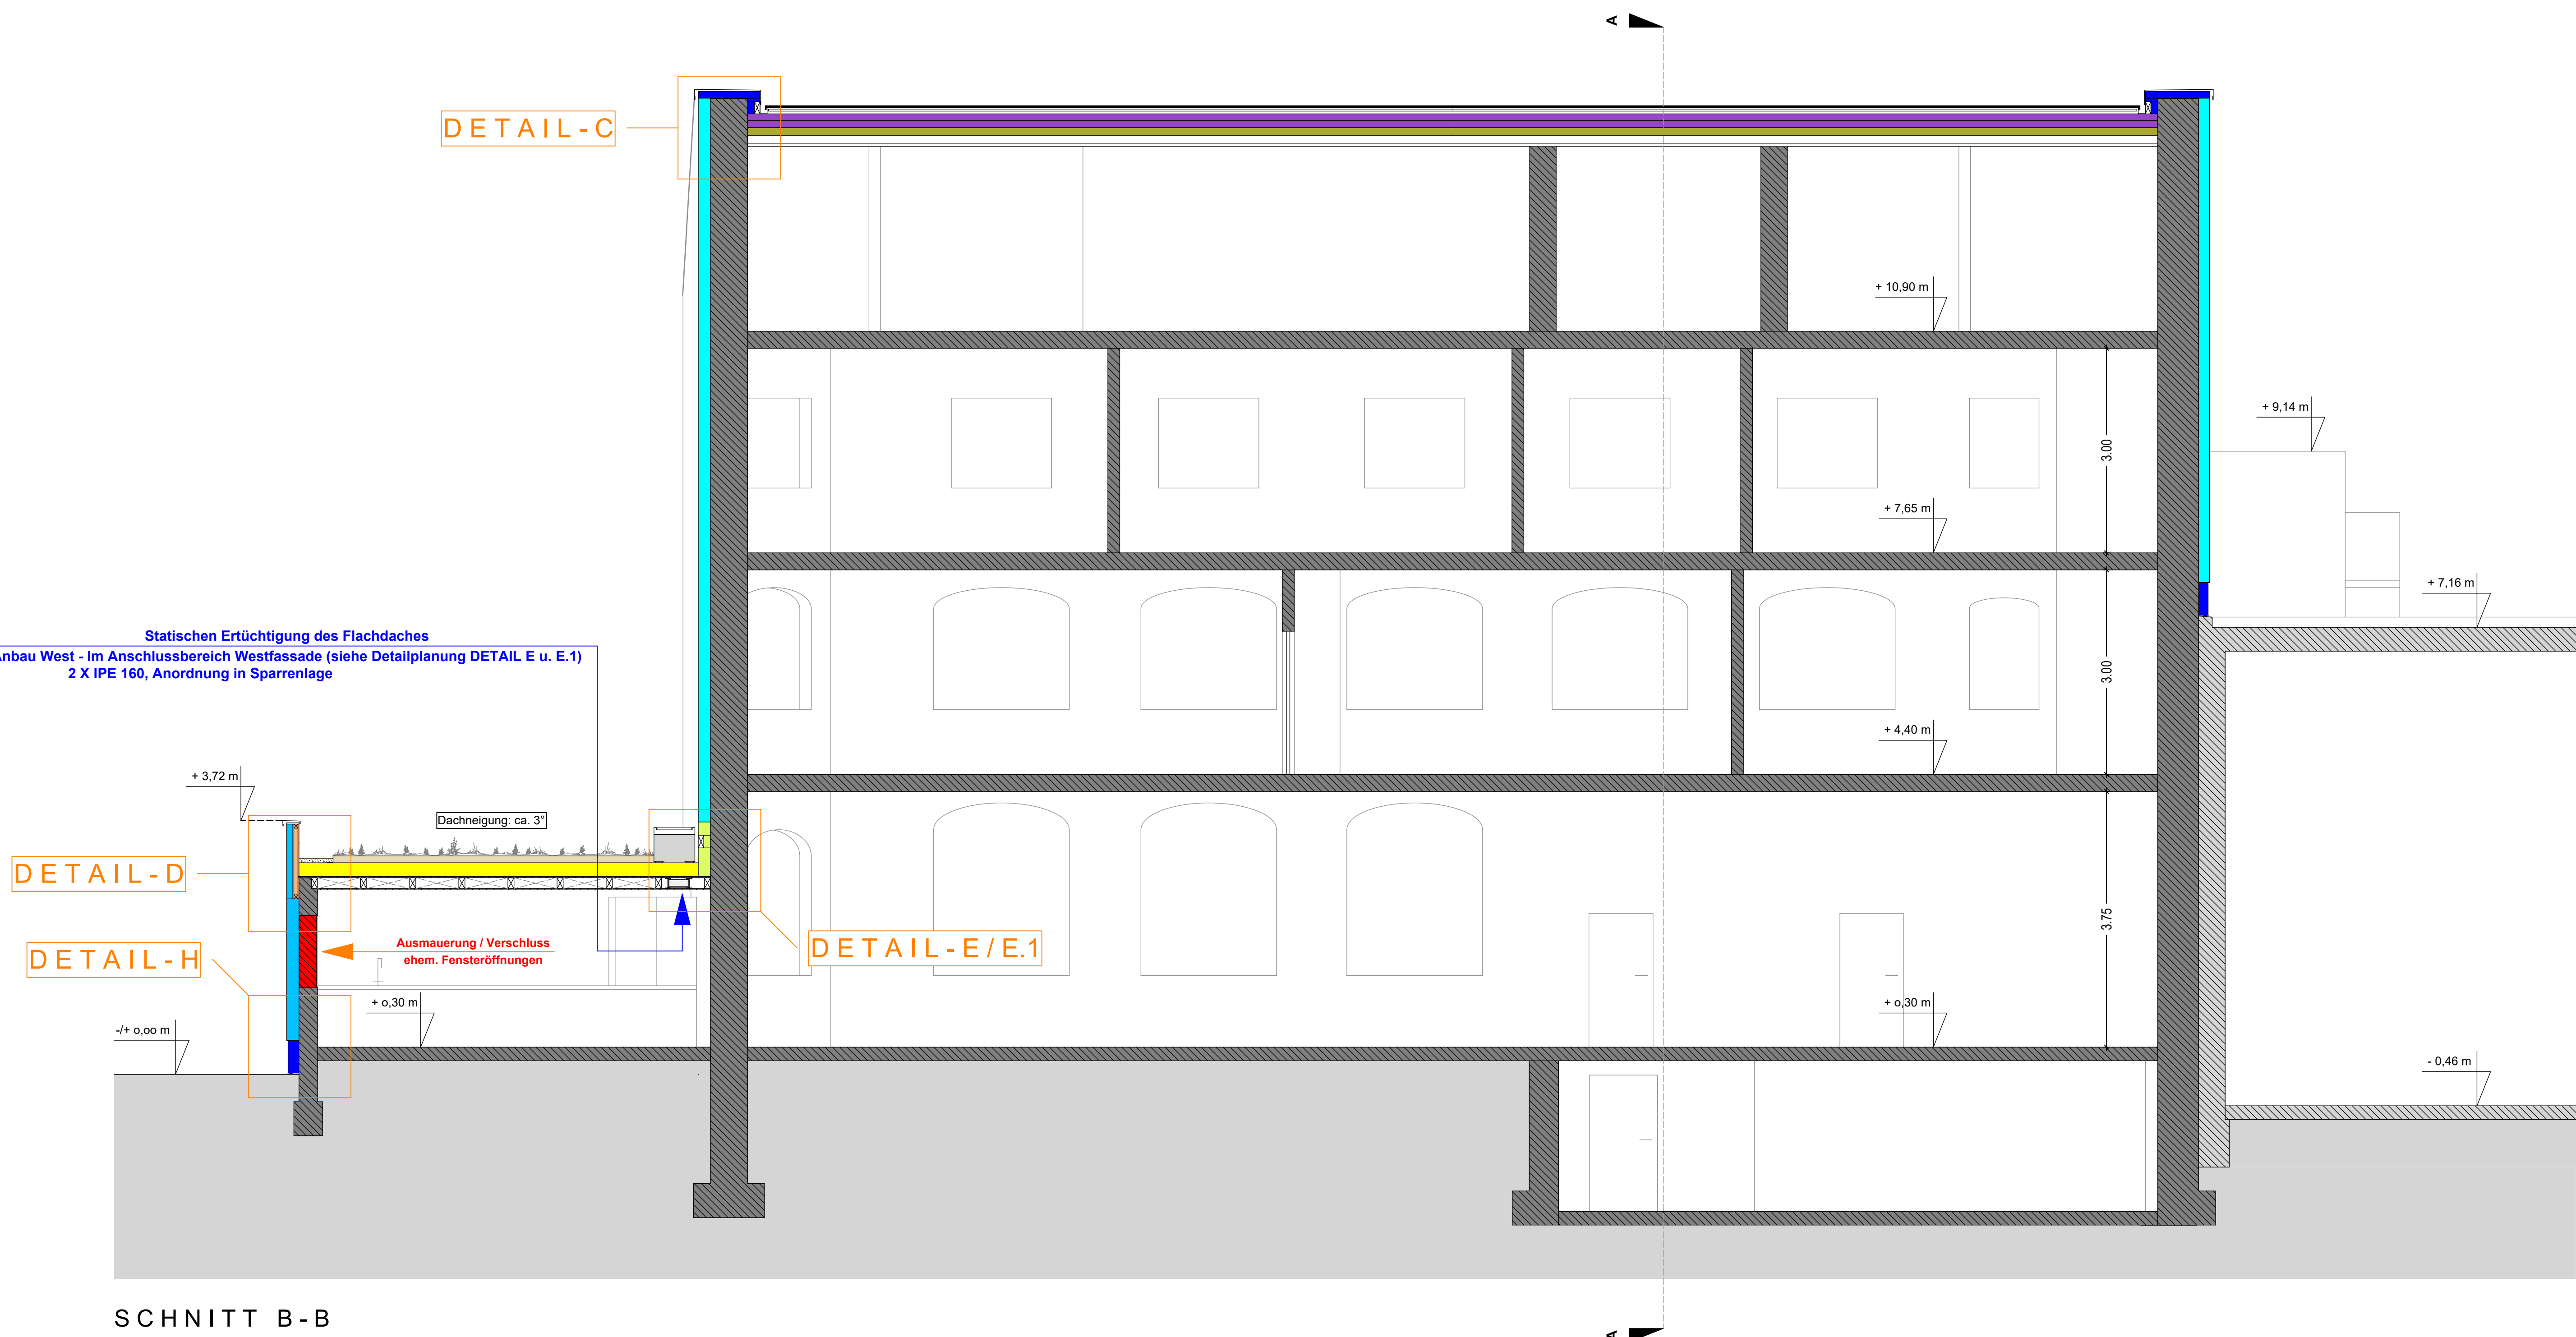 A
DETAIL-C
+ 10,90 m
+ 9,14 m
3.00
+ 7,65 m
+ 7,16 m
Statischen Ertüchtigung des Flachdaches
nbau West - Im Anschlussbereich Westfassade (siehe Detailplanung DETAIL E u. E.1)
2 X IPE 160, Anordnung in Sparrenlage
3.00
+ 4,40 m
+ 3,72 m
Dachneigung: ca. 3°
DETAIL-D
3.75
Ausmauerung / Verschluss
ehem. Fensteröffnungen
DETAIL-E/E.1
DETAIL-H
+ o,30 m
+ o,30 m
-/+ o,oo m
- 0,46 m
SCHNITT B-B
A